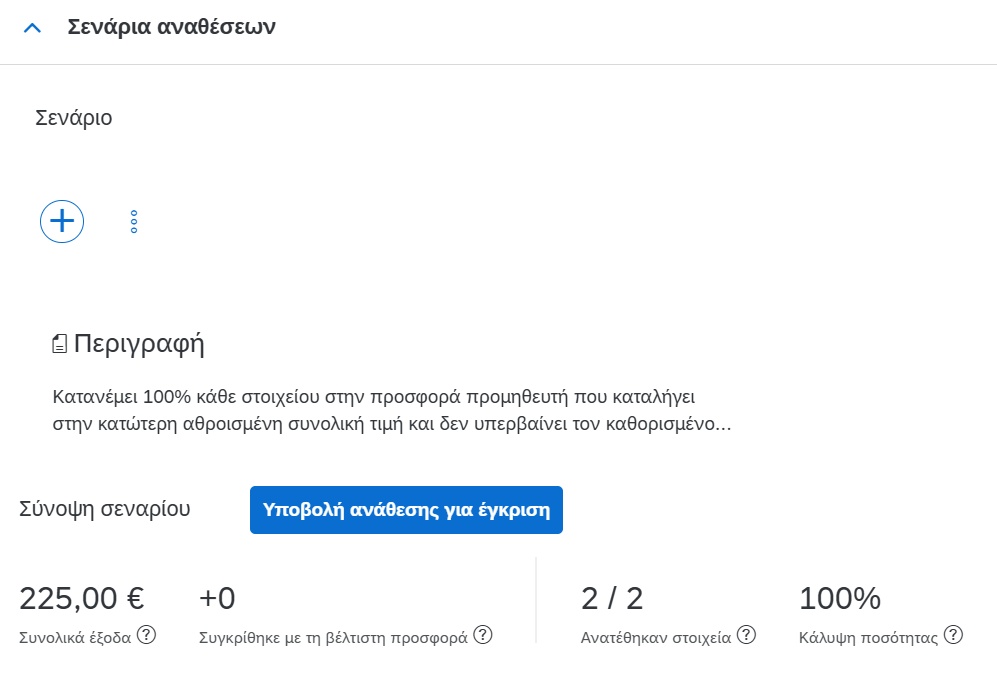 Σενάρια αναθέσεων
Σενάριο
Περιγραφή
Κατανέμει 100% κάθε στοιχείου στην προσφορά προμηθευτή που καταλήγει
στην κατώτερη αθροισμένη συνολική τιμή και δεν υπερβαίνει τον καθορισμένο...
Σύνοψη σεναρίου
Υποβολή ανάθεσης για έγκριση
225,00 € +0 2 / 2 100%
Συνολικά έξοδα ? Συγκρίθηκε με τη βέλτιστη προσφορά ? Ανατέθηκαν στοιχεία ? Κάλυψη ποσότητας ?